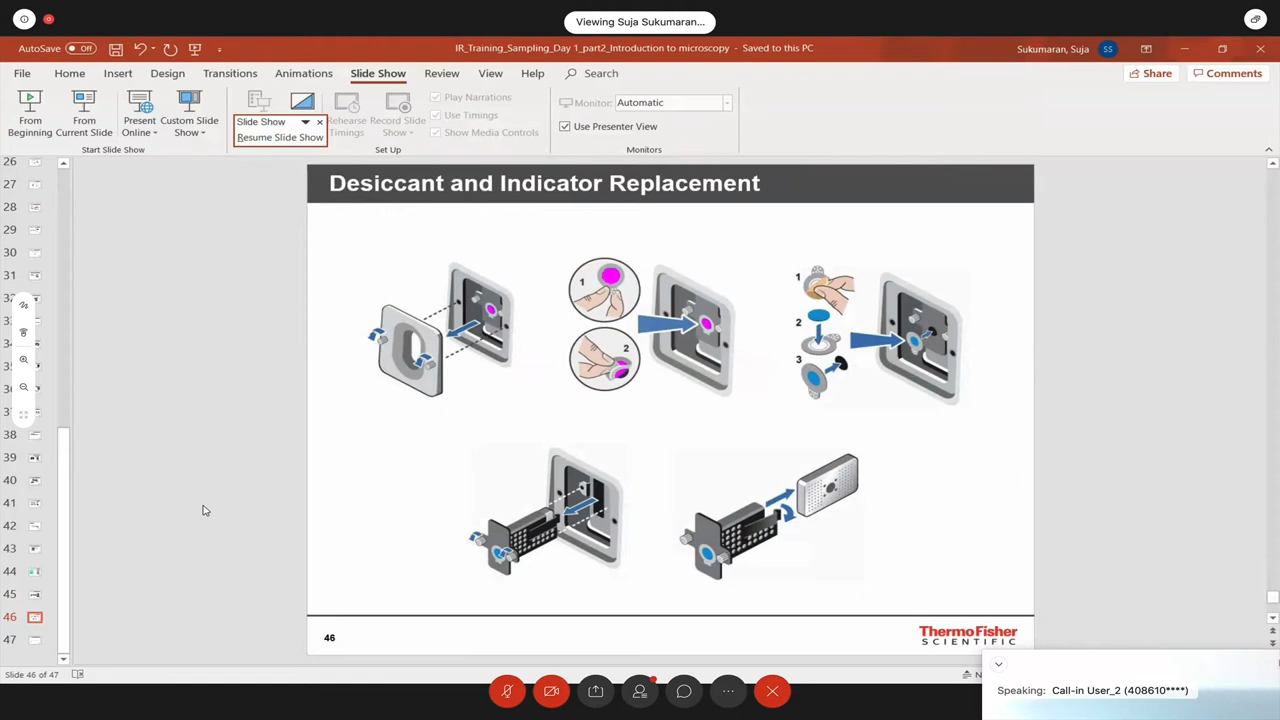 Viewing Suja Sukumaran...
AutoSave Off
IR_Training_Sampling_Day 1_part2_Introduction to microscopy - Saved to this PC
Sukumaran, Suja SS
File Home Insert Design Transitions Animations Slide Show Review View Help Search
Share Comments
From Beginning
From Current Slide
Present Online
Custom Slide Show
Slide Show
Resume Slide Show
Rehearse Timings
Record Slide Show
Play Narrations
Use Timings
Show Media Controls
Monitor: Automatic
Use Presenter View
Start Slide Show
Set Up
Monitors
26
27
28
29
30
31
38
39
40
41
42
43
44
45
46
47
Desiccant and Indicator Replacement
1
2
1
2
3
46
ThermoFisher
SCIENTIFIC
Slide 46 of 47
Speaking: Call-in User_2 (408610****)